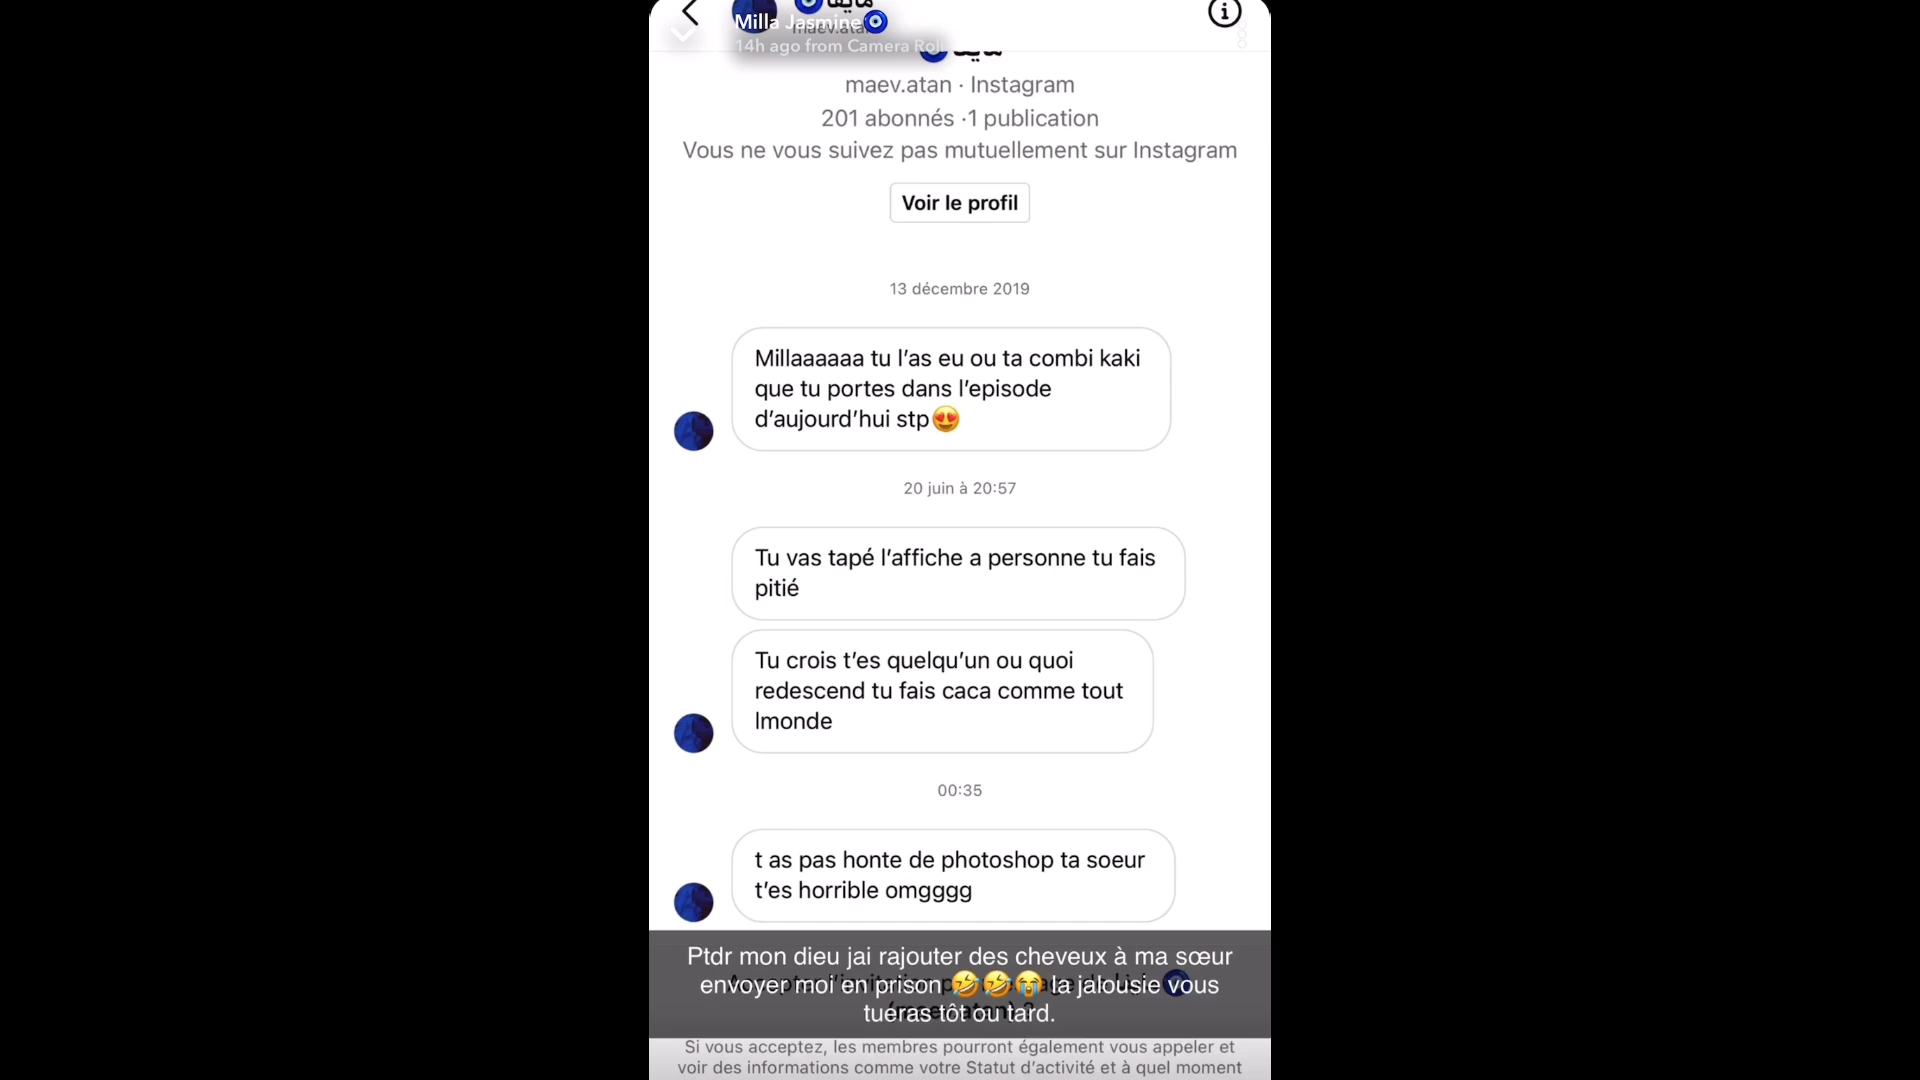 Milla Jasmine🧿
maev.atan
14h ago from Camera Roll
maev.atan · Instagram
201 abonnés ·1 publication
Vous ne vous suivez pas mutuellement sur Instagram
Voir le profil
13 décembre 2019
Millaaaaaa tu l’as eu ou ta combi kaki
que tu portes dans l’episode
d’aujourd’hui stp😍
20 juin à 20:57
Tu vas tapé l’affiche a personne tu fais
pitié
Tu crois t’es quelqu’un ou quoi
redescend tu fais caca comme tout
lmonde
00:35
t as pas honte de photoshop ta soeur
t’es horrible omgggg
Ptdr mon dieu jai rajouter des cheveux à ma sœur
envoyer moi en prison 🤣🤣😭 la jalousie vous
tueras tôt ou tard.
Si vous acceptez, les membres pourront également vous appeler et
voir des informations comme votre Statut d’activité et à quel moment